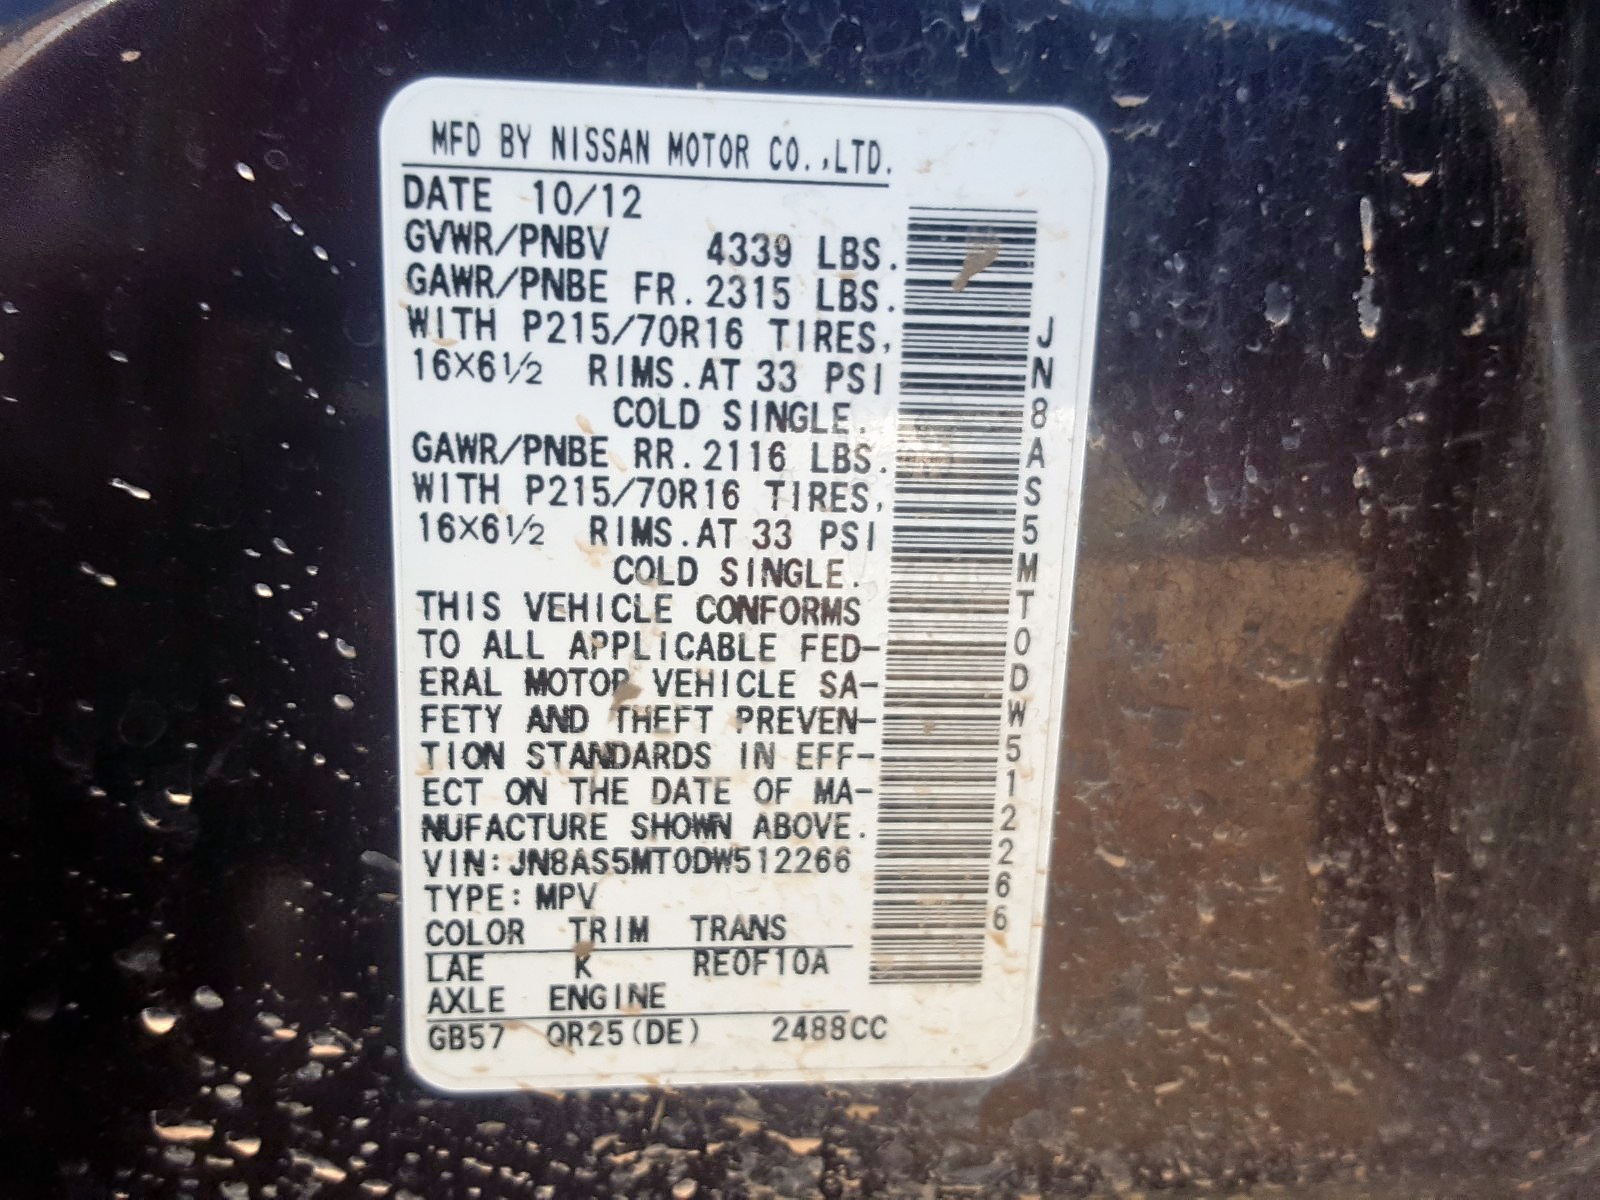 MFD BY NISSAN MOTOR CO.,LTD.
DATE 10/12
GVWR/PNBV 4339 LBS.
GAWR/PNBE FR.2315 LBS.
WITH P215/70R16 TIRES,
16X6½ RIMS.AT 33 PSI
COLD SINGLE.
GAWR/PNBE RR.2116 LBS.
WITH P215/70R16 TIRES,
16X6½ RIMS.AT 33 PSI
COLD SINGLE.
THIS VEHICLE CONFORMS
TO ALL APPLICABLE FED-
ERAL MOTOR VEHICLE SA-
FETY AND THEFT PREVEN-
TION STANDARDS IN EFF-
ECT ON THE DATE OF MA-
NUFACTURE SHOWN ABOVE.
VIN:JN8AS5MT0DW512266
TYPE:MPV
COLOR TRIM TRANS
LAE K RE0F10A
AXLE ENGINE
GB57 QR25(DE) 2488CC
JN8AS5MT0DW512266